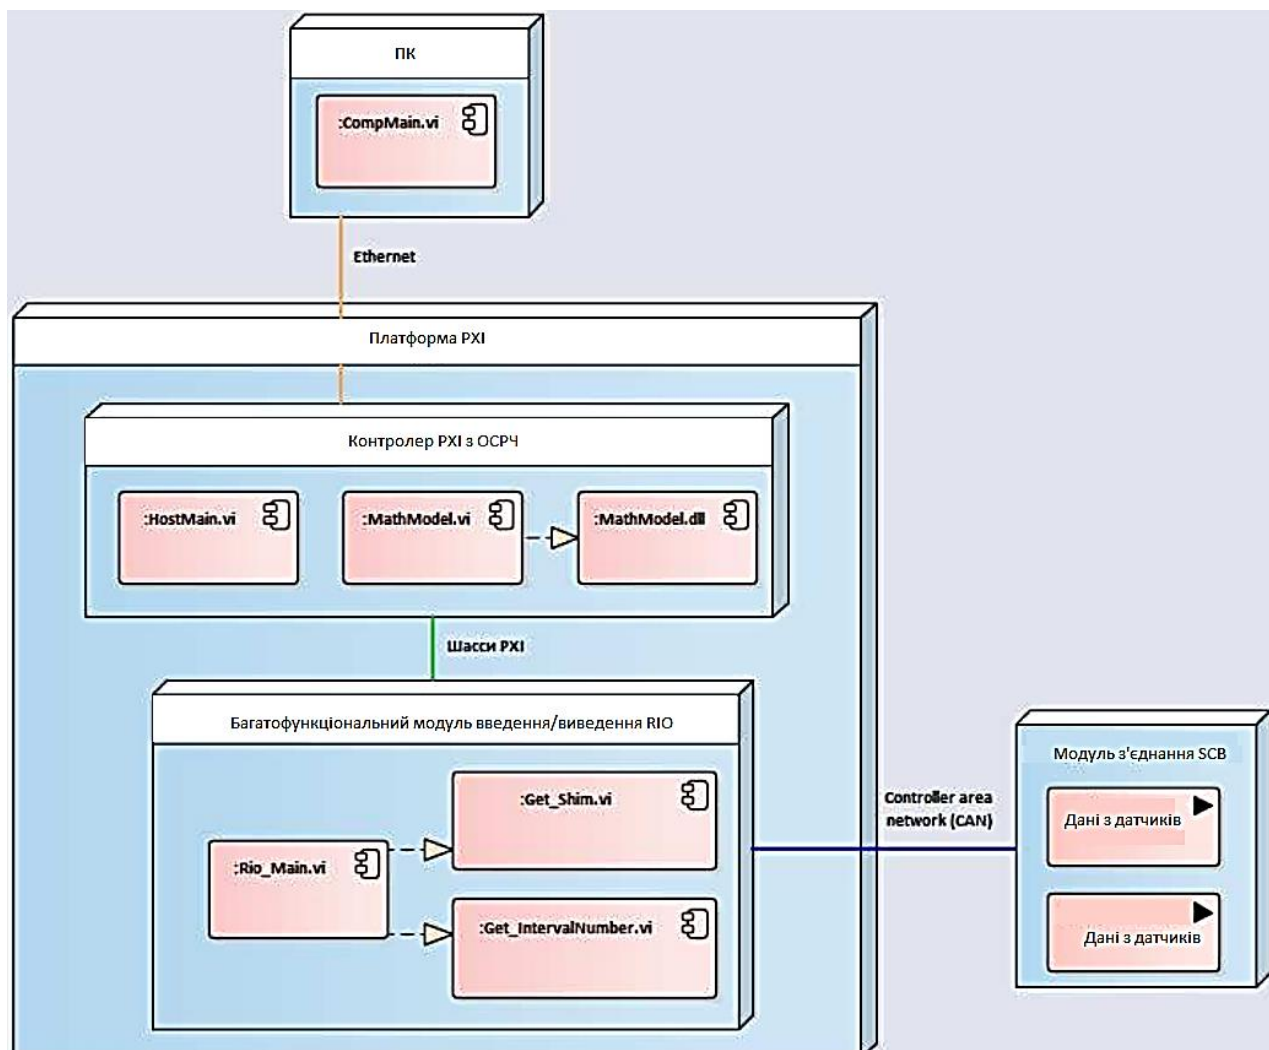 ПК
:CompMain.vi
Ethernet
Платформа PXI
Контролер PXI з ОСРЧ
:HostMain.vi
:MathModel.vi
:MathModel.dll
Шасси PXI
Багатофункціональний модуль введення/виведення RIO
:Get_Shim.vi
:Rio_Main.vi
:Get_IntervalNumber.vi
Controller area
network (CAN)
Модуль з'єднання SCB
Дані з датчиків
Дані з датчиків